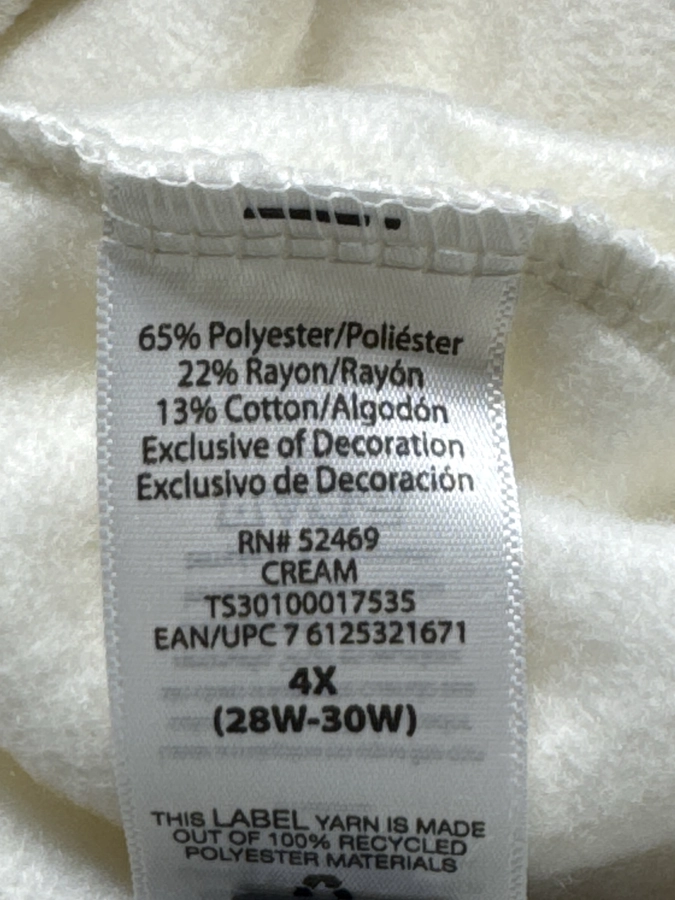 65% Polyester/Poliéster
22% Rayon/Rayón
13% Cotton/Algodón
Exclusive of Decoration
Exclusivo de Decoración
RN# 52469
CREAM
TS30100017535
EAN/UPC 7 6125321671
4X
(28W-30W)
THIS LABEL YARN IS MADE
OUT OF 100% RECYCLED
POLYESTER MATERIALS